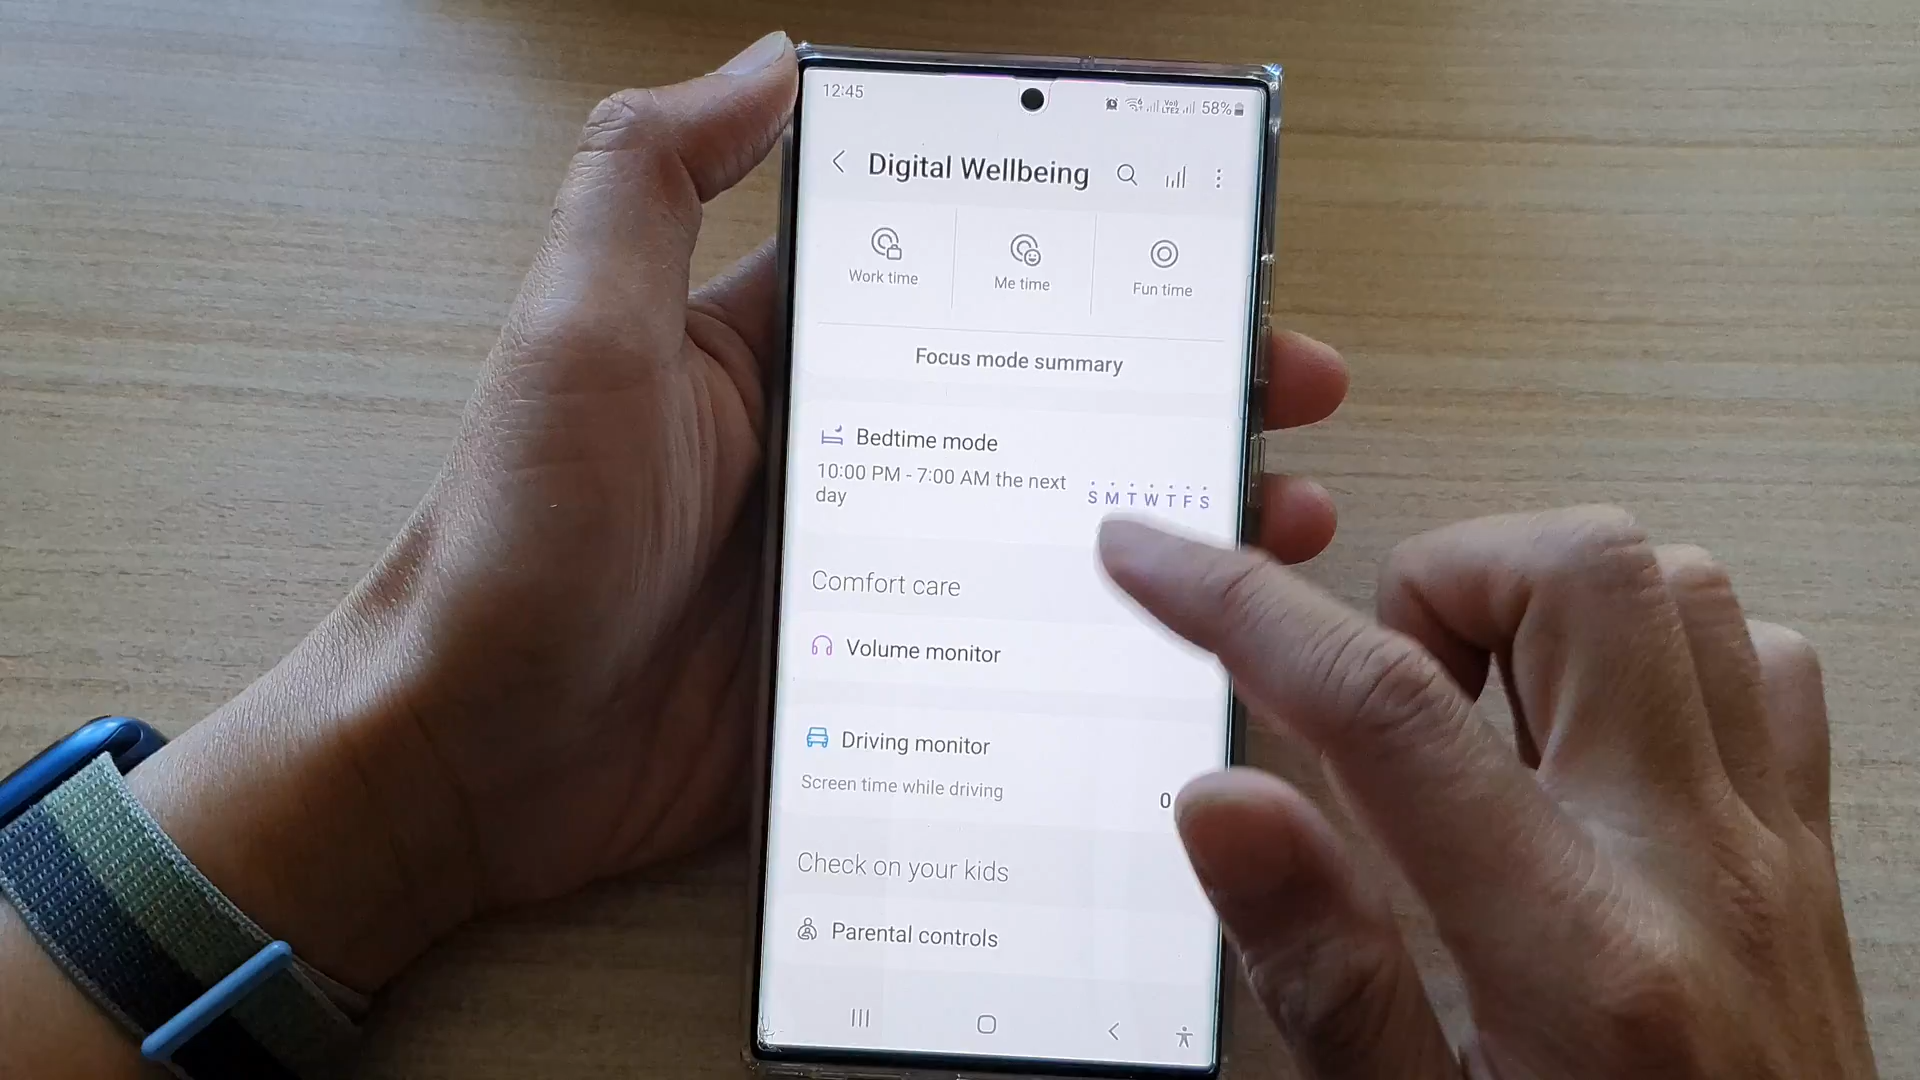 12:45
58%
Digital Wellbeing
Work time
Me time
Fun time
Focus mode summary
Bedtime mode
10:00 PM - 7:00 AM the next
day
S M T W T F S
Comfort care
Volume monitor
Driving monitor
Screen time while driving
0
Check on your kids
Parental controls